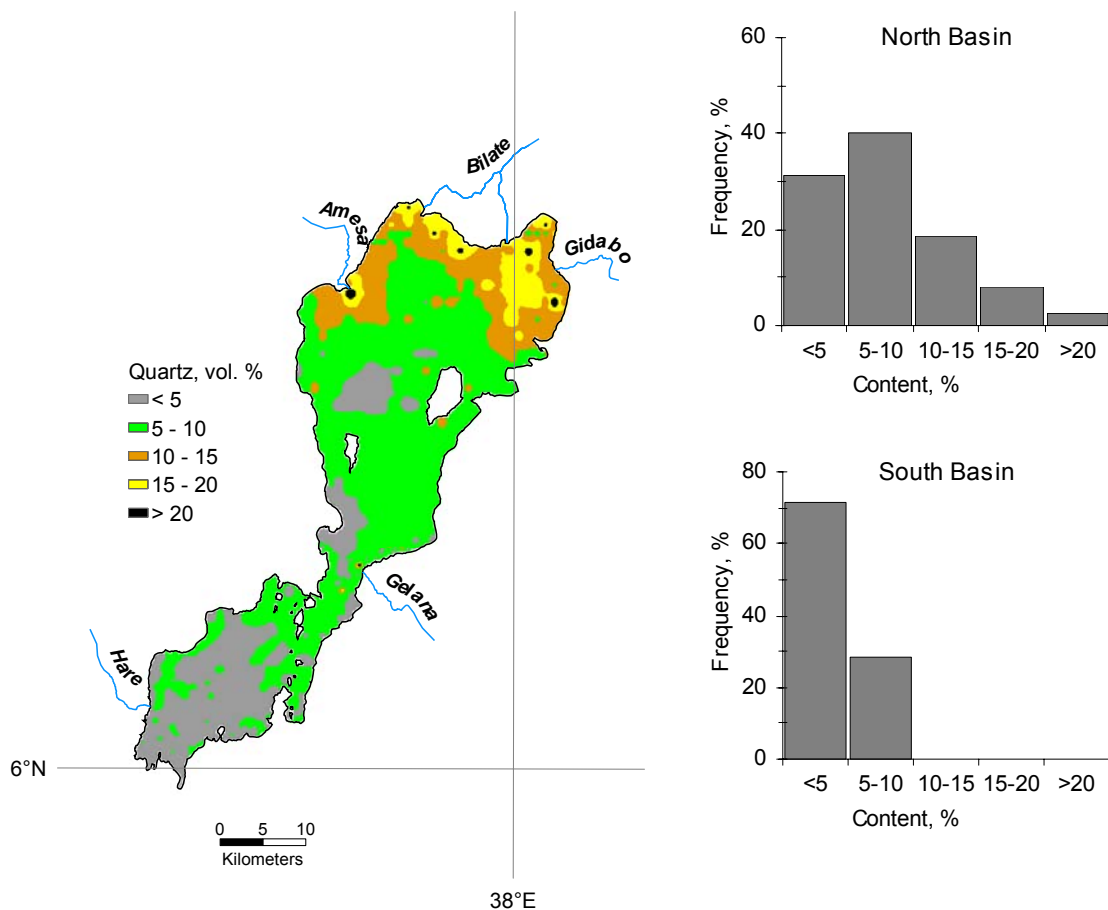 Bilate
Amesa
Gidabo
Quartz, vol. %
< 5
5 - 10
10 - 15
15 - 20
> 20
Gelana
Hare
6°N
0 5 10
Kilometers
38°E
North Basin
Frequency, %
60
40
20
0
<5 5-10 10-15 15-20 >20
Content, %
South Basin
Frequency, %
80
60
40
20
0
<5 5-10 10-15 15-20 >20
Content, %